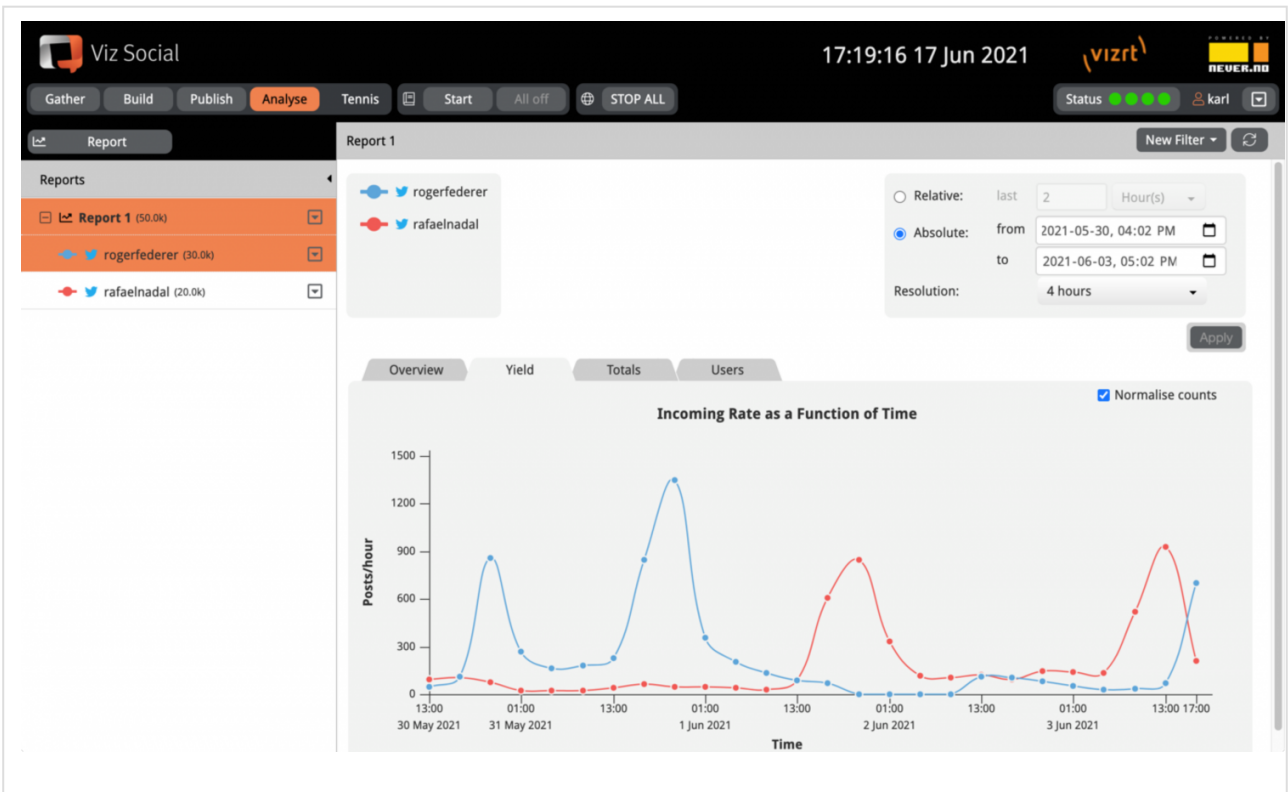 Viz Social
17:19:16 17 Jun 2021
vizrt
POWERED BY
never.no
Gather Build Publish Analyse Tennis Start All off STOP ALL Status karl
Report
Report 1
New Filter
Reports
Report 1 (50.0k)
rogerfederer (30.0k)
rafaelnadal (20.0k)
rogerfederer
rafaelnadal
Relative: last 2 Hour(s)
Absolute: from 2021-05-30, 04:02 PM
to 2021-06-03, 05:02 PM
Resolution: 4 hours
Apply
Overview Yield Totals Users
Normalise counts
Incoming Rate as a Function of Time
1500
1200
900
600
300
0
Posts/hour
13:00 01:00 13:00 01:00 13:00 01:00 13:00 01:00 13:00 17:00
30 May 2021 31 May 2021 1 Jun 2021 2 Jun 2021 3 Jun 2021
Time